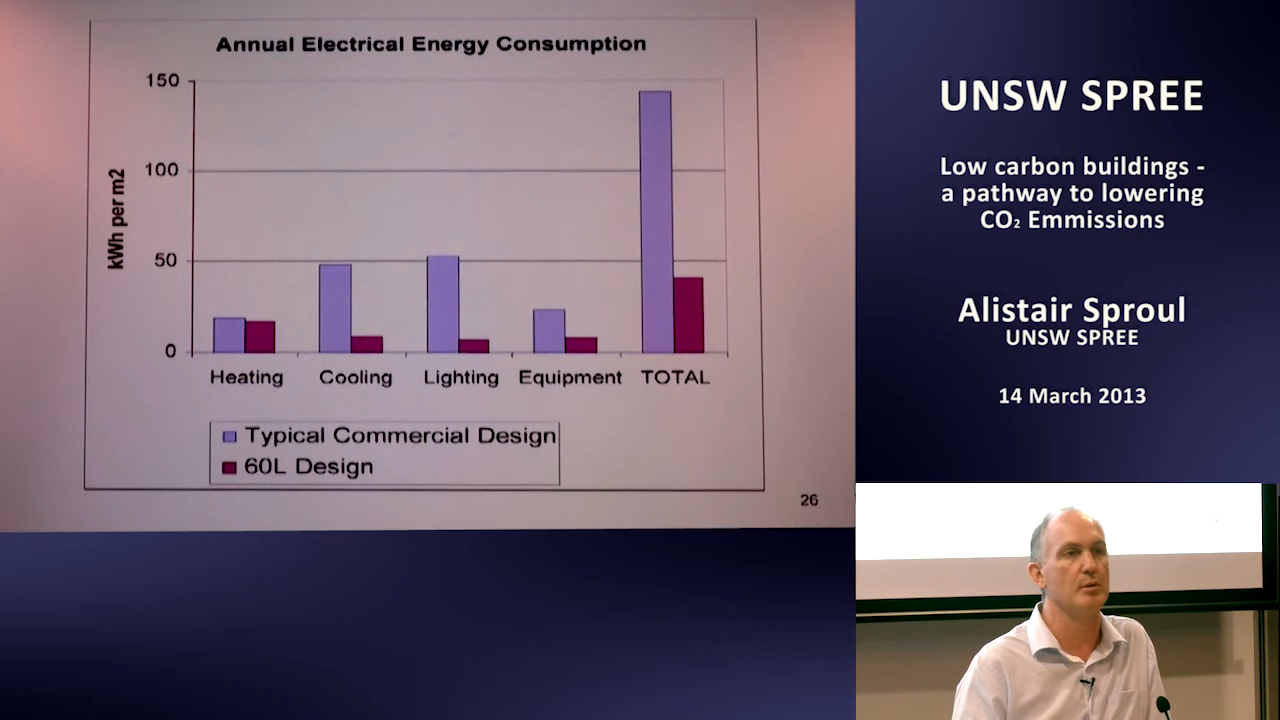 Annual Electrical Energy Consumption
150
100
50
0
kWh per m2
Heating
Cooling
Lighting
Equipment
TOTAL
Typical Commercial Design
60L Design
26
UNSW SPREE
Low carbon buildings -
a pathway to lowering
CO₂ Emmissions
Alistair Sproul
UNSW SPREE
14 March 2013